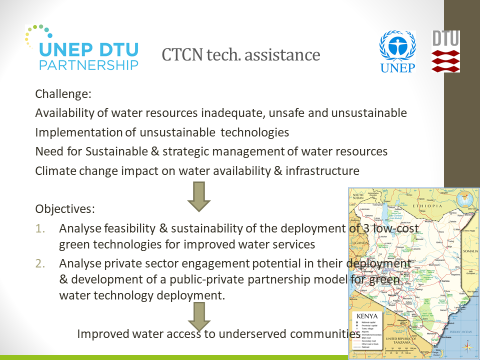 UNEP DTU
PARTNERSHIP
CTCN tech. assistance
UNEP
DTU
Challenge:
Availability of water resources inadequate, unsafe and unsustainable
Implementation of unsustainable technologies
Need for Sustainable & strategic management of water resources
Climate change impact on water availability & infrastructure
Objectives:
1. Analyse feasibility & sustainability of the deployment of 3 low-cost
green technologies for improved water services
2. Analyse private sector engagement potential in their deployment
& development of a public-private partnership model for green
water technology deployment.
Improved water access to underserved communities
ETHIOPIA
KENYA